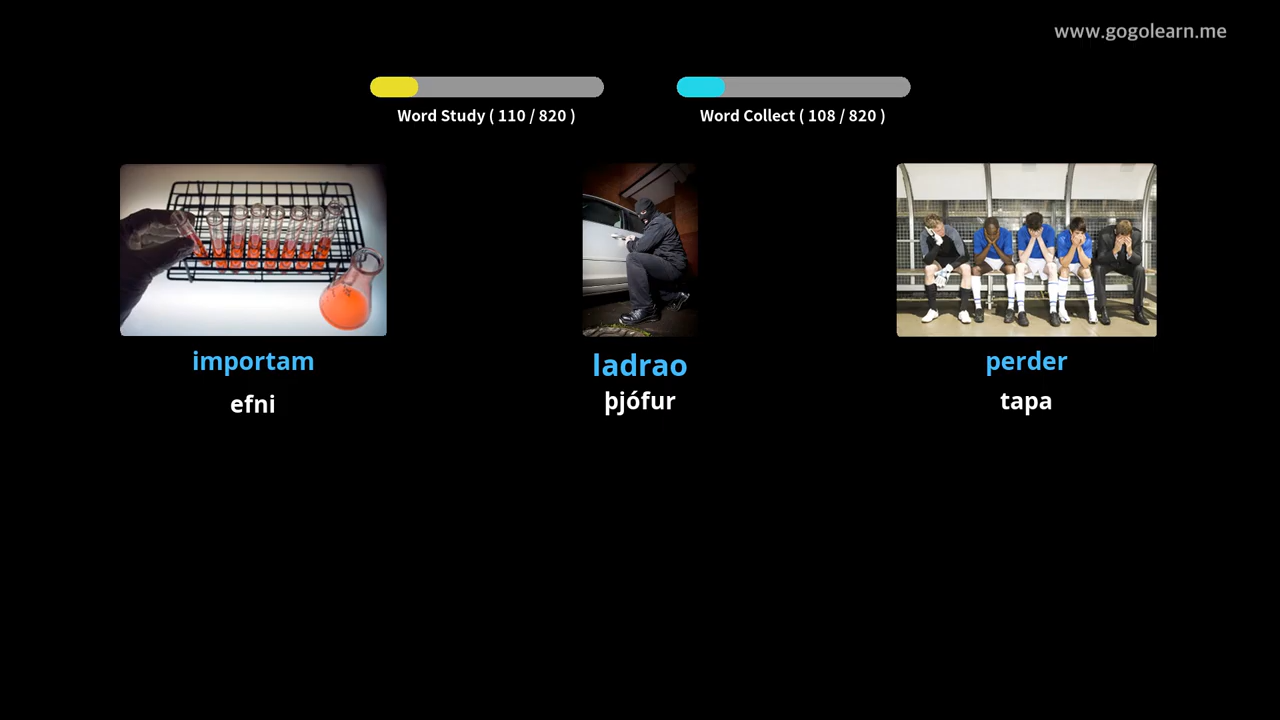 www.gogolearn.me
Word Study ( 110 / 820 )
Word Collect ( 108 / 820 )
importam
efni
ladrao
þjófur
perder
tapa